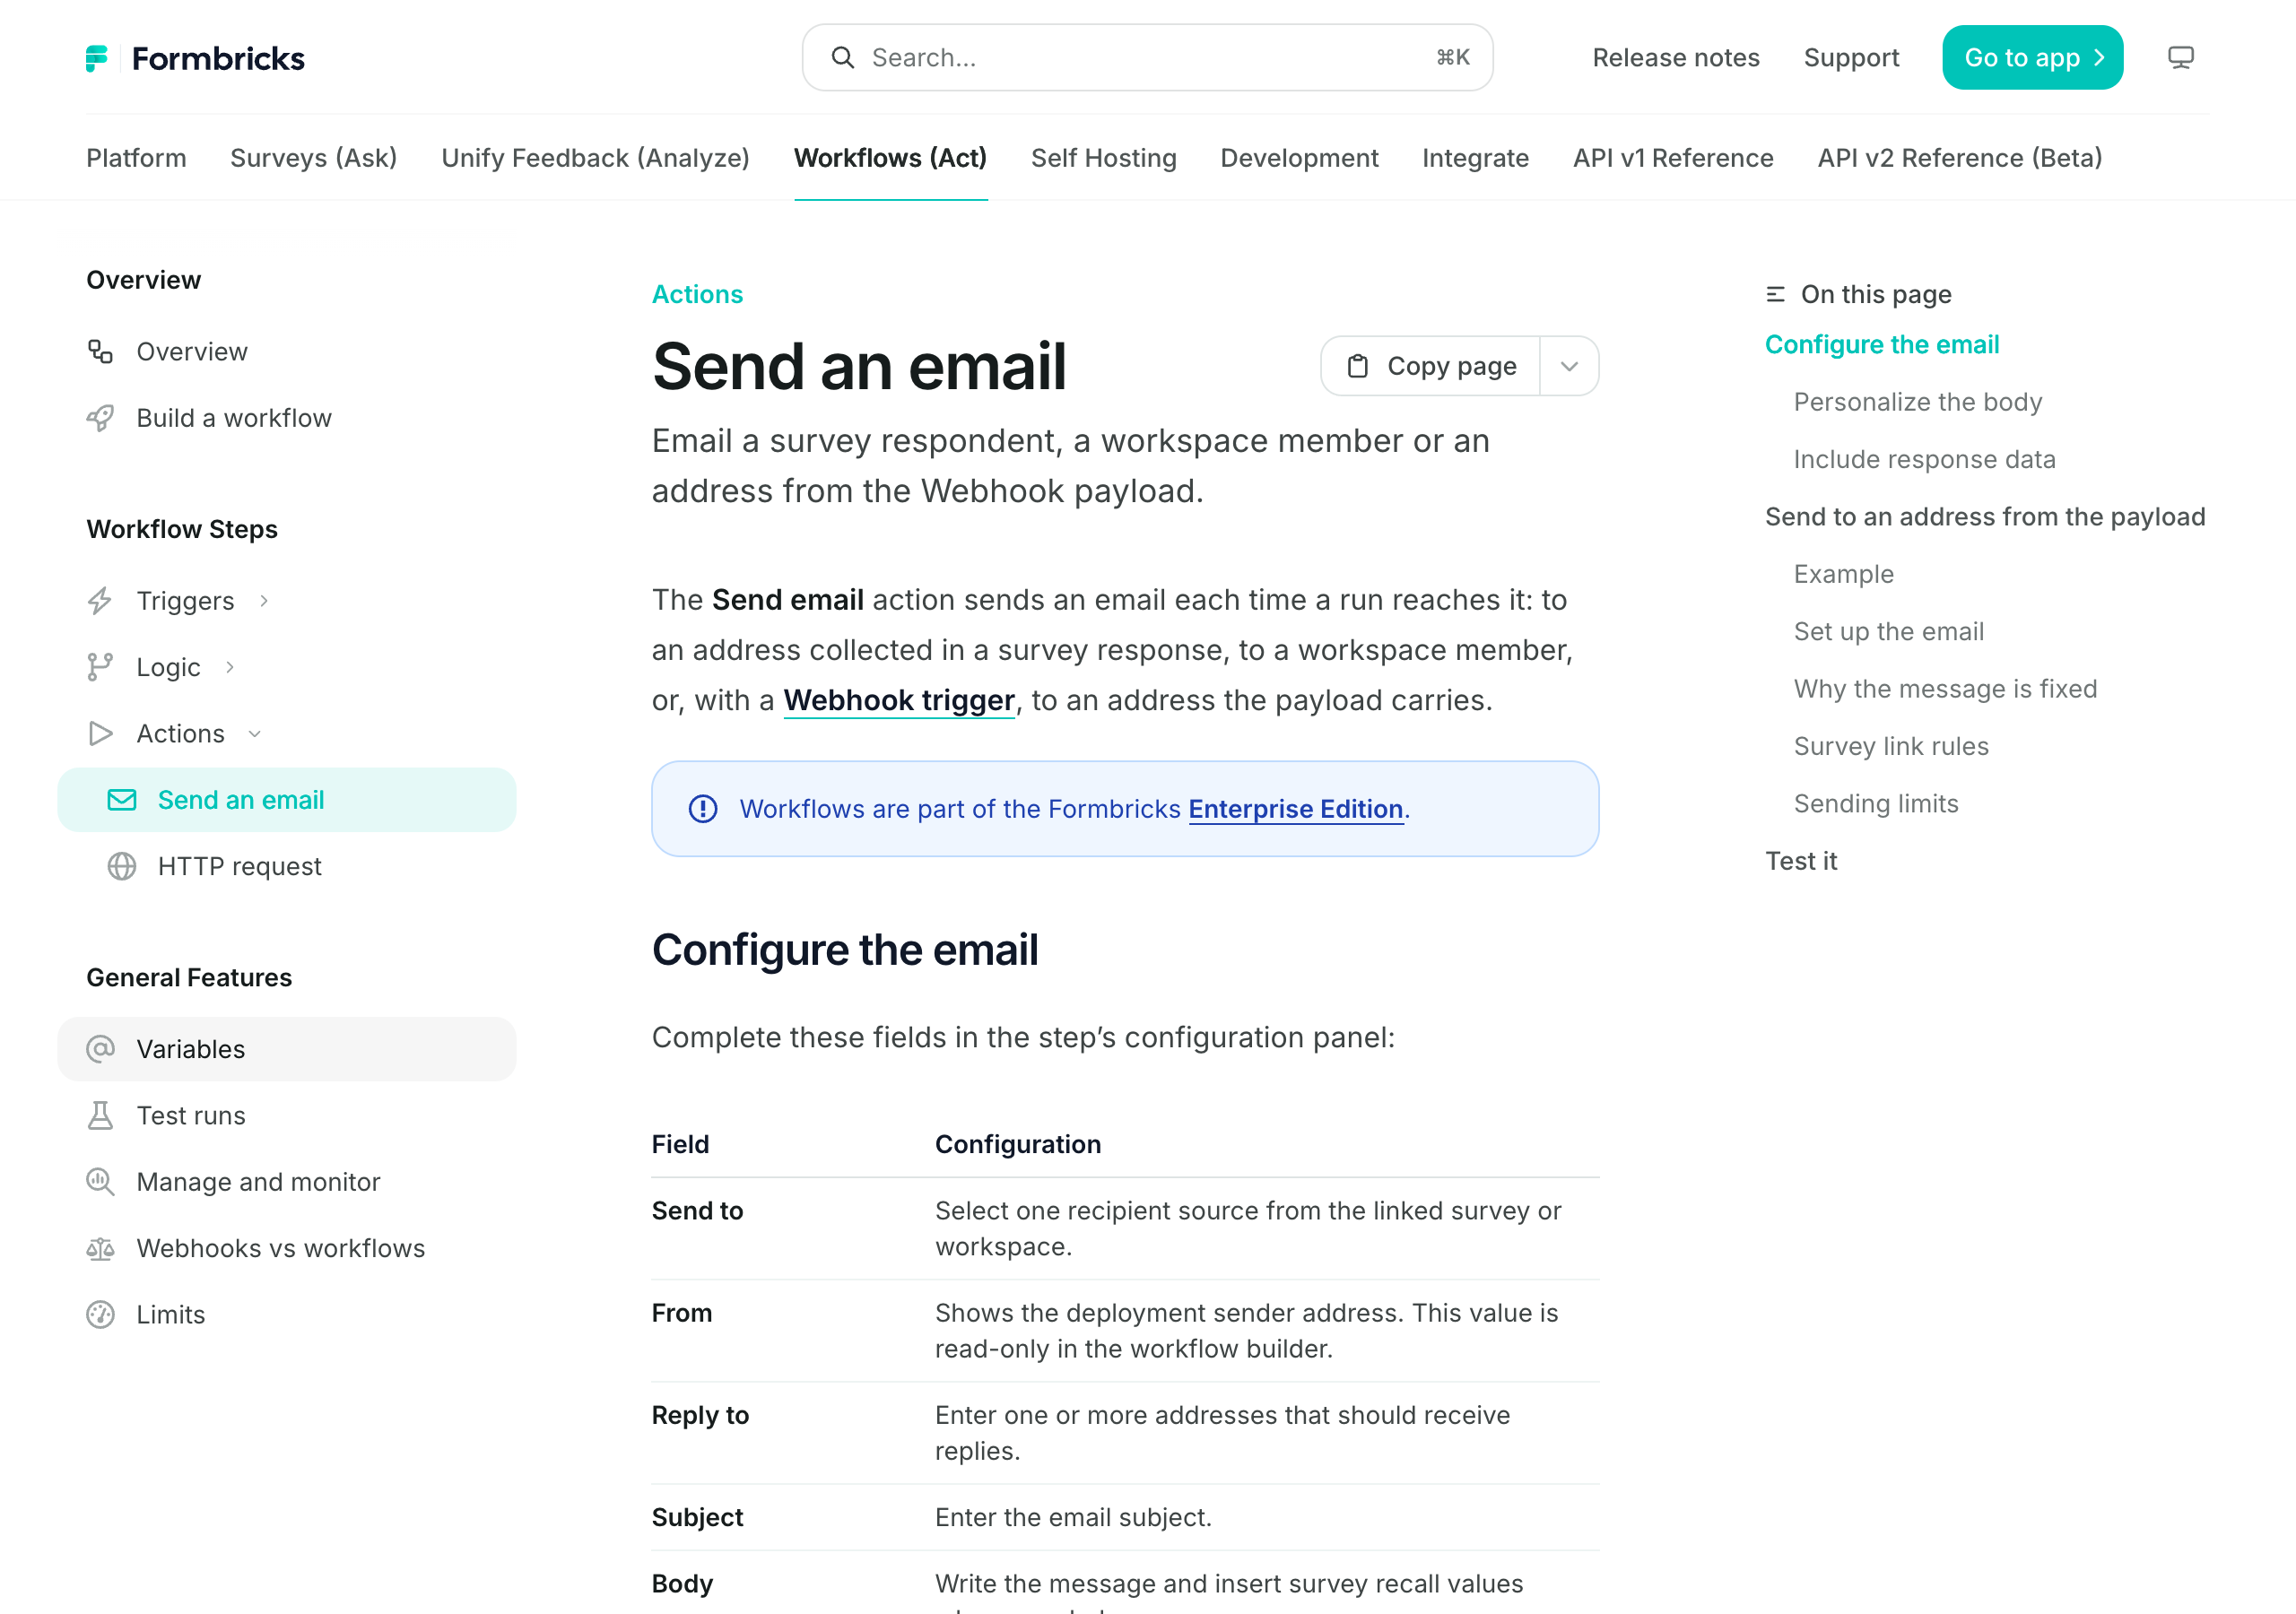 Formbricks
Search...
⌘K
Release notes
Support
Go to app
Platform
Surveys (Ask)
Unify Feedback (Analyze)
Workflows (Act)
Self Hosting
Development
Integrate
API v1 Reference
API v2 Reference (Beta)
Overview
Overview
Build a workflow
Workflow Steps
Triggers
Logic
Actions
Send an email
HTTP request
General Features
Variables
Test runs
Manage and monitor
Webhooks vs workflows
Limits
Actions
Send an email
Copy page
Email a survey respondent, a workspace member or an
address from the Webhook payload.
The Send email action sends an email each time a run reaches it: to
an address collected in a survey response, to a workspace member,
or, with a Webhook trigger, to an address the payload carries.
Workflows are part of the Formbricks Enterprise Edition.
Configure the email
Complete these fields in the step’s configuration panel:
Field
Configuration
Send to
Select one recipient source from the linked survey or
workspace.
From
Shows the deployment sender address. This value is
read-only in the workflow builder.
Reply to
Enter one or more addresses that should receive
replies.
Subject
Enter the email subject.
Body
Write the message and insert survey recall values
On this page
Configure the email
Personalize the body
Include response data
Send to an address from the payload
Example
Set up the email
Why the message is fixed
Survey link rules
Sending limits
Test it